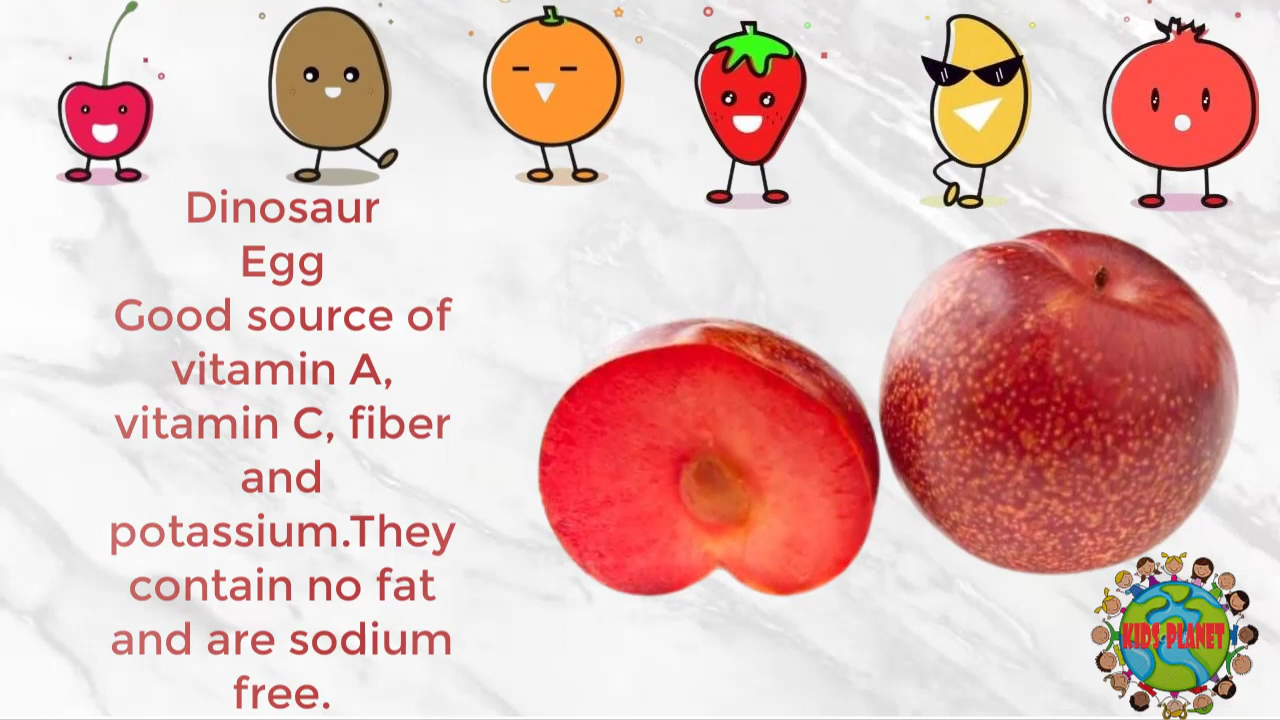 Dinosaur
Egg
Good source of
vitamin A,
vitamin C, fiber
and
potassium.They
contain no fat
and are sodium
free.
KIDS PLANET